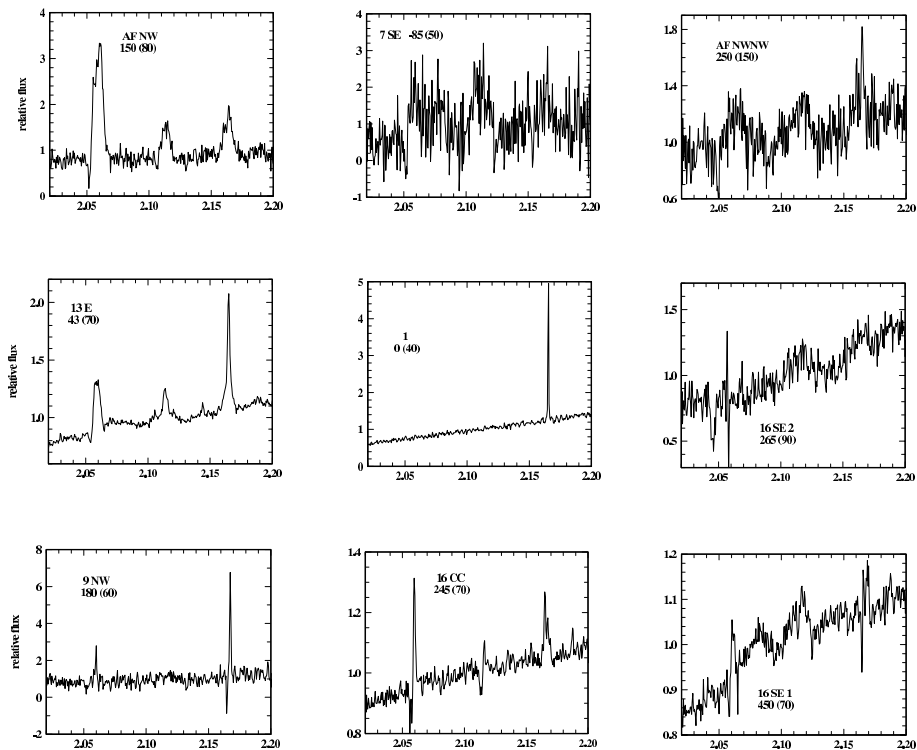 4
3
2
1
0
relative flux
AF NW
150 (80)
2.05 2.10 2.15 2.20
4
3
2
1
0
-1
7 SE -85 (50)
2.05 2.10 2.15 2.20
1.8
1.4
1.0
0.6
AF NWNW
250 (150)
2.05 2.10 2.15 2.20
2.0
1.5
1.0
relative flux
13 E
43 (70)
2.05 2.10 2.15 2.20
5
4
3
2
1
0
1
0 (40)
2.05 2.10 2.15 2.20
1.5
1.0
0.5
16 SE 2
265 (90)
2.05 2.10 2.15 2.20
8
6
4
2
0
-2
relative flux
9 NW
180 (60)
2.05 2.10 2.15 2.20
1.4
1.2
1.0
0.8
16 CC
245 (70)
2.05 2.10 2.15 2.20
1.2
1.1
1.0
0.9
0.8
16 SE 1
450 (70)
2.05 2.10 2.15 2.20